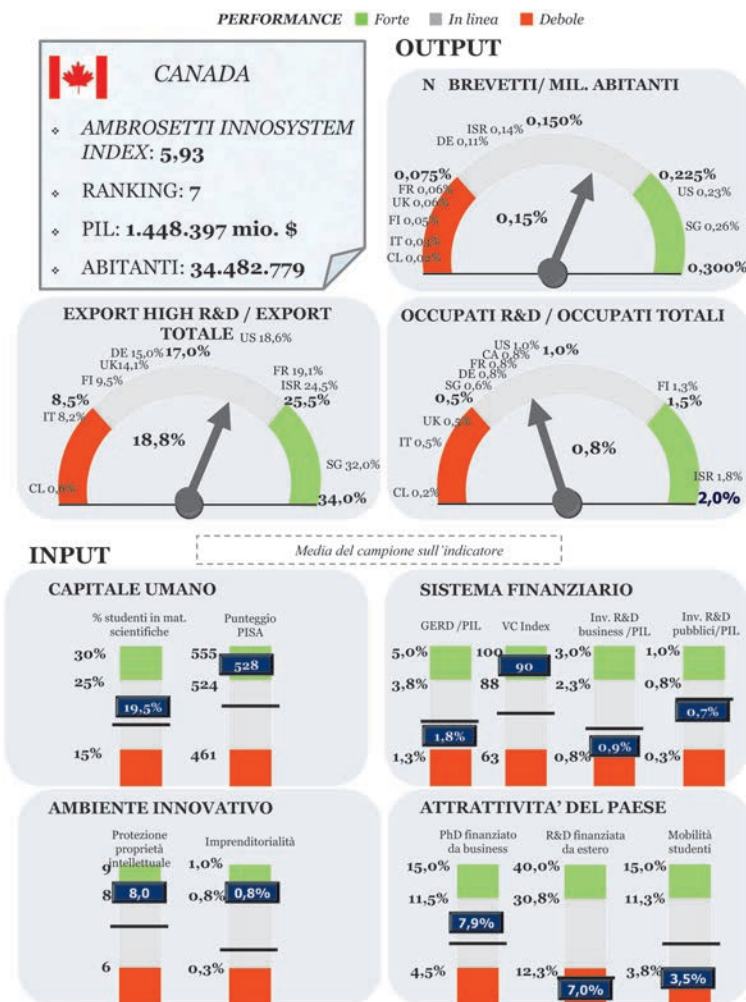 PERFORMANCE Forte In linea Debole
CANADA
❖ AMBROSETTI INNOSYSTEM
INDEX: 5,93
❖ RANKING: 7
❖ PIL: 1.448.397 mio. $
❖ ABITANTI: 34.482.779
OUTPUT
N BREVETTI/ MIL. ABITANTI
0,150%
ISR 0,14%
DE 0,11%
0,075%
0,225%
FR 0,06%
US 0,23%
UK 0,06%
FI 0,05%
0,15%
SG 0,26%
IT 0,03%
CL 0,02%
0,300%
EXPORT HIGH R&D / EXPORT
TOTALE
US 18,6%
17,0%
DE 15,0%
UK14,1%
FI 9,5%
FR 19,1%
ISR 24,5%
8,5%
25,5%
IT 8,2%
18,8%
SG 32,0%
CL 0,6%
34,0%
OCCUPATI R&D / OCCUPATI TOTALI
US 1,0%
1,0%
CA 0,8%
FR 0,8%
DE 0,8%
SG 0,6%
FI 1,3%
0,5%
1,5%
UK 0,5%
IT 0,5%
0,8%
ISR 1,8%
CL 0,2%
2,0%
INPUT
Media del campione sull'indicatore
CAPITALE UMANO
% studenti in mat.
scientifiche
30%
25%
19,5%
15%
Punteggio
PISA
555
528
524
461
SISTEMA FINANZIARIO
GERD /PIL
5,0%
3,8%
1,8%
1,3%
VC Index
100
90
88
63
Inv. R&D
business /PIL
3,0%
2,3%
0,9%
0,8%
Inv. R&D
pubblici/PIL
1,0%
0,8%
0,7%
0,3%
AMBIENTE INNOVATIVO
Protezione
proprietà
intellettuale
9
8
8,0
6
Imprenditorialità
1,0%
0,8%
0,8%
0,3%
ATTRATTIVITA' DEL PAESE
PhD finanziato
da business
15,0%
11,5%
7,9%
4,5%
R&D finanziata
da estero
40,0%
30,8%
12,3%
7,0%
Mobilità
studenti
15,0%
11,3%
3,8%
3,5%